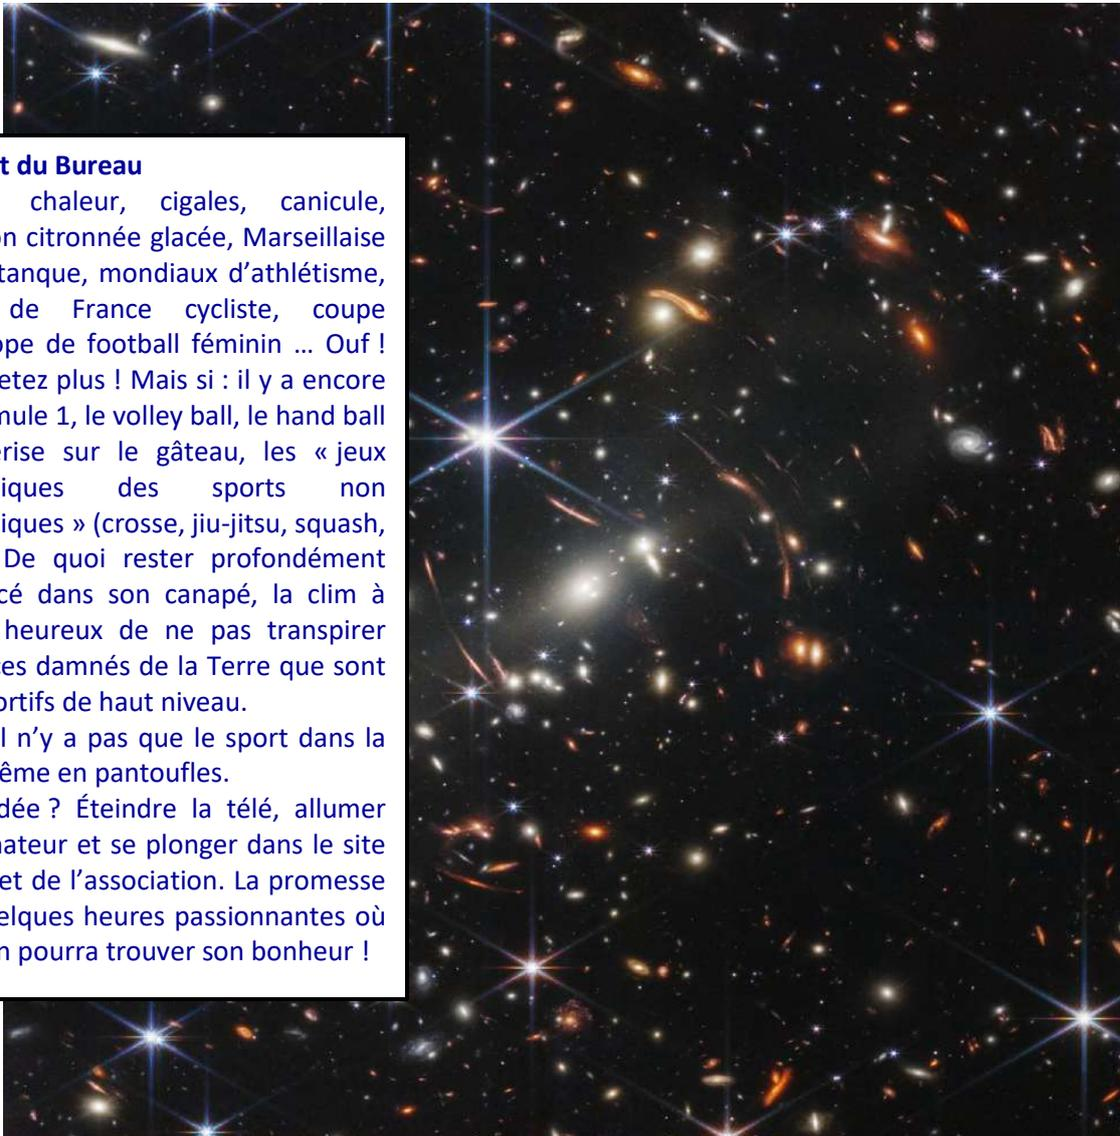 t du Bureau
chaleur, cigales, canicule,
on citronnée glacée, Marseillaise
tanque, mondiaux d’athlétisme,
de France cycliste, coupe
ope de football féminin … Ouf !
etez plus ! Mais si : il y a encore
mule 1, le volley ball, le hand ball
erise sur le gâteau, les « jeux
iques des sports non
iques » (crosse, jiu-jitsu, squash,
De quoi rester profondément
cé dans son canapé, la clim à
heureux de ne pas transpirer
ces damnés de la Terre que sont
ortifs de haut niveau.
l n’y a pas que le sport dans la
ême en pantoufles.
dée ? Éteindre la télé, allumer
nateur et se plonger dans le site
et de l’association. La promesse
uelques heures passionnantes où
n pourra trouver son bonheur !